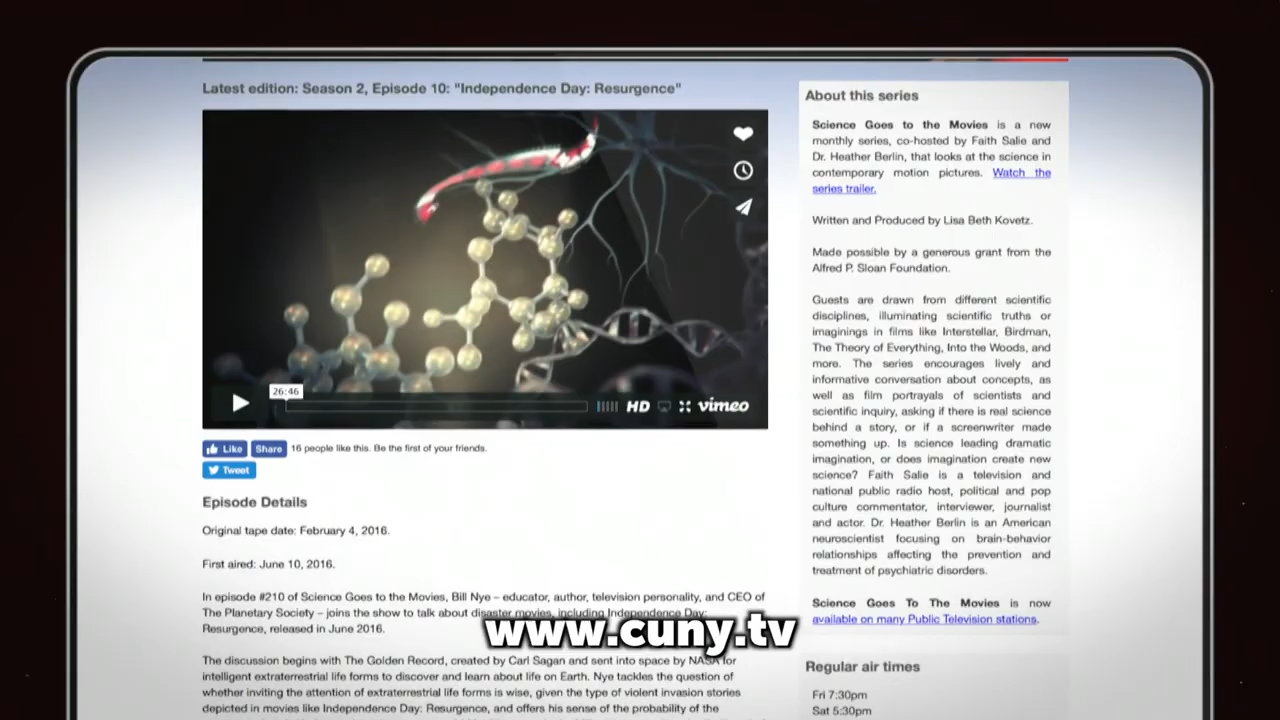 Latest edition: Season 2, Episode 10: "Independence Day: Resurgence"
26:46
HD
vimeo
Like
Share
16 people like this. Be the first of your friends.
Tweet
Episode Details
Original tape date: February 4, 2016.
First aired: June 10, 2016.
In episode #210 of Science Goes to the Movies, Bill Nye – educator, author, television personality, and CEO of
The Planetary Society – joins the show to talk about disaster movies, including Independence Day:
Resurgence, released in June 2016.
The discussion begins with The Golden Record, created by Carl Sagan and sent into space by NASA for
intelligent extraterrestrial life forms to discover and learn about life on Earth. Nye tackles the question of
whether inviting the attention of extraterrestrial life forms is wise, given the type of violent invasion stories
depicted in movies like Independence Day: Resurgence, and offers his sense of the probability of the
About this series
Science Goes to the Movies is a new
monthly series, co-hosted by Faith Salie and
Dr. Heather Berlin, that looks at the science in
contemporary motion pictures. Watch the
series trailer.
Written and Produced by Lisa Beth Kovetz.
Made possible by a generous grant from the
Alfred P. Sloan Foundation.
Guests are drawn from different scientific
disciplines, illuminating scientific truths or
imaginings in films like Interstellar, Birdman,
The Theory of Everything, Into the Woods, and
more. The series encourages lively and
informative conversation about concepts, as
well as film portrayals of scientists and
scientific inquiry, asking if there is real science
behind a story, or if a screenwriter made
something up. Is science leading dramatic
imagination, or does imagination create new
science? Faith Salie is a television and
national public radio host, political and pop
culture commentator, interviewer, journalist
and actor. Dr. Heather Berlin is an American
neuroscientist focusing on brain-behavior
relationships affecting the prevention and
treatment of psychiatric disorders.
Science Goes To The Movies is now
available on many Public Television stations.
Regular air times
Fri 7:30pm
Sat 5:30pm
www.cuny.tv